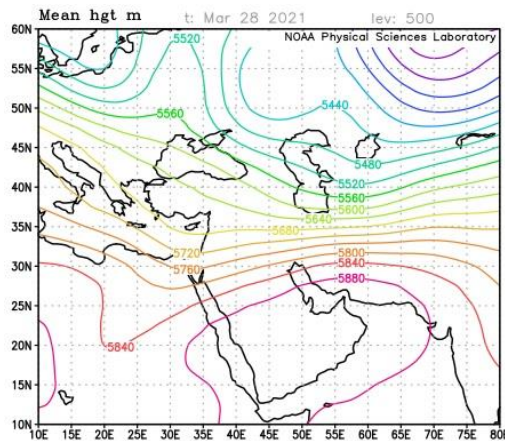 Mean hgt m t: Mar 28 2021 lev: 500
NOAA Physical Sciences Laboratory
60N
55N
50N
45N
40N
35N
30N
25N
20N
15N
10N
5520
5560
5440
5480
5520
5560
5600
5640
5680
5720
5760
5800
5840
5880
5840
10E 15E 20E 25E 30E 35E 40E 45E 50E 55E 60E 65E 70E 75E 80E